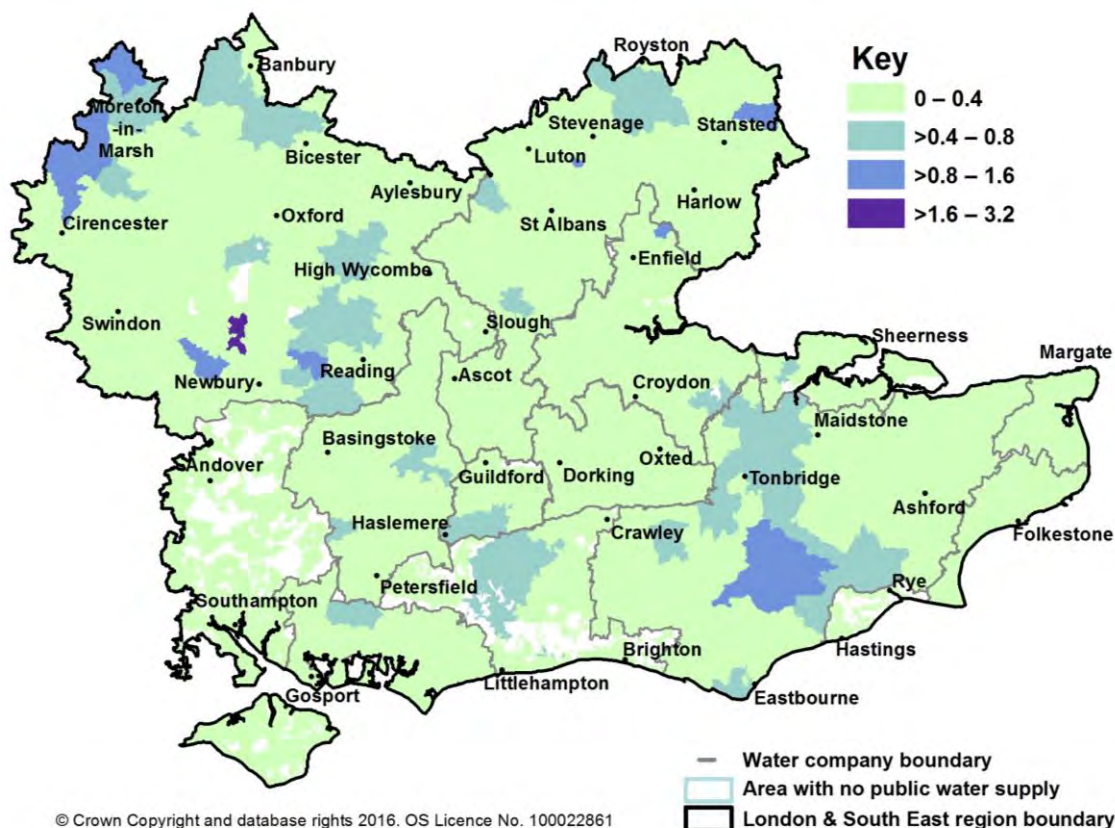 Royston
Banbury
Key
0 – 0.4
>0.4 – 0.8
>0.8 – 1.6
>1.6 – 3.2
Moreton
-in-
Marsh
Stevenage
Stansted
Bicester
Luton
Aylesbury
Harlow
Cirencester
Oxford
St Albans
High Wycombe
Enfield
Swindon
Slough
Sheerness
Margate
Newbury
Reading
Ascot
Croydon
Maidstone
Basingstoke
Andover
Guildford
Dorking
Oxted
Tonbridge
Ashford
Haslemere
Crawley
Folkestone
Petersfield
Rye
Southampton
Brighton
Hastings
Gosport
Littlehampton
Eastbourne
Water company boundary
Area with no public water supply
London & South East region boundary
© Crown Copyright and database rights 2016. OS Licence No. 100022861